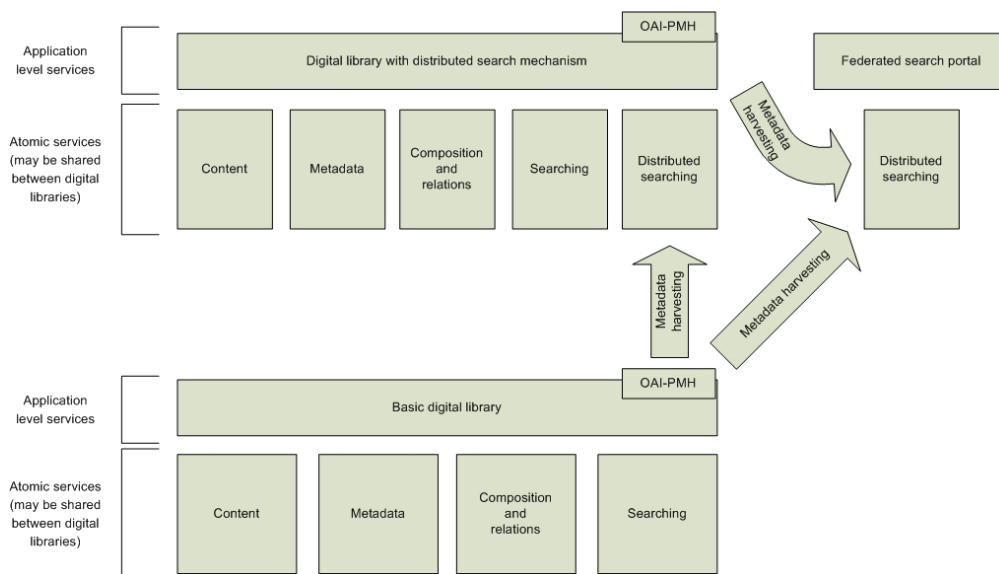 OAI-PMH
Application
level services
Digital library with distributed search mechanism
Federated search portal
Atomic services
(may be shared
between digital
libraries)
Content
Metadata
Composition
and
relations
Searching
Distributed
searching
Metadata
harvesting
Distributed
searching
Metadata
harvesting
Metadata harvesting
OAI-PMH
Application
level services
Basic digital library
Atomic services
(may be shared
between digital
libraries)
Content
Metadata
Composition
and
relations
Searching